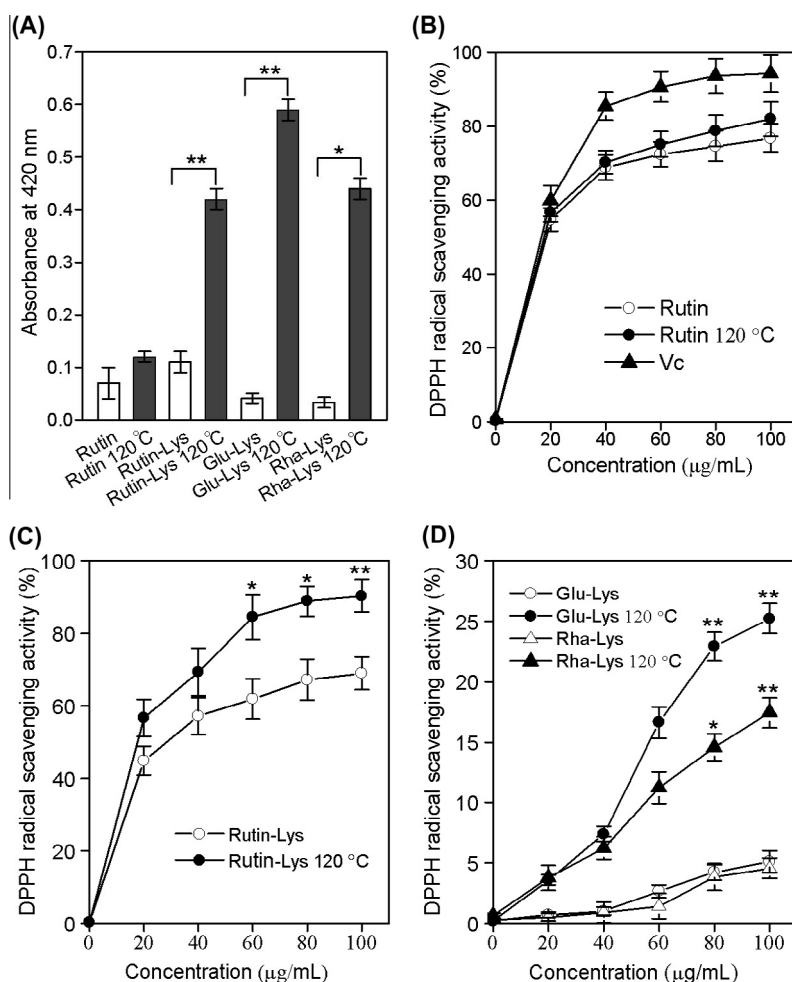 (A)
Absorbance at 420 nm
0.7
0.6
0.5
0.4
0.3
0.2
0.1
0.0
**
**
*
Rutin
Rutin 120 °C
Rutin-Lys
Rutin-Lys 120 °C
Glu-Lys
Glu-Lys 120 °C
Rha-Lys
Rha-Lys 120 °C
(B)
DPPH radical scavenging activity (%)
100
80
60
40
20
0
Rutin
Rutin 120 °C
Vc
0 20 40 60 80 100
Concentration (μg/mL)
(C)
DPPH radical scavenging activity (%)
100
80
60
40
20
0
* * **
Rutin-Lys
Rutin-Lys 120 °C
0 20 40 60 80 100
Concentration (μg/mL)
(D)
DPPH radical scavenging activity (%)
30
25
20
15
10
5
0
Glu-Lys
Glu-Lys 120 °C
Rha-Lys
Rha-Lys 120 °C
**
**
**
*
0 20 40 60 80 100
Concentration (μg/mL)